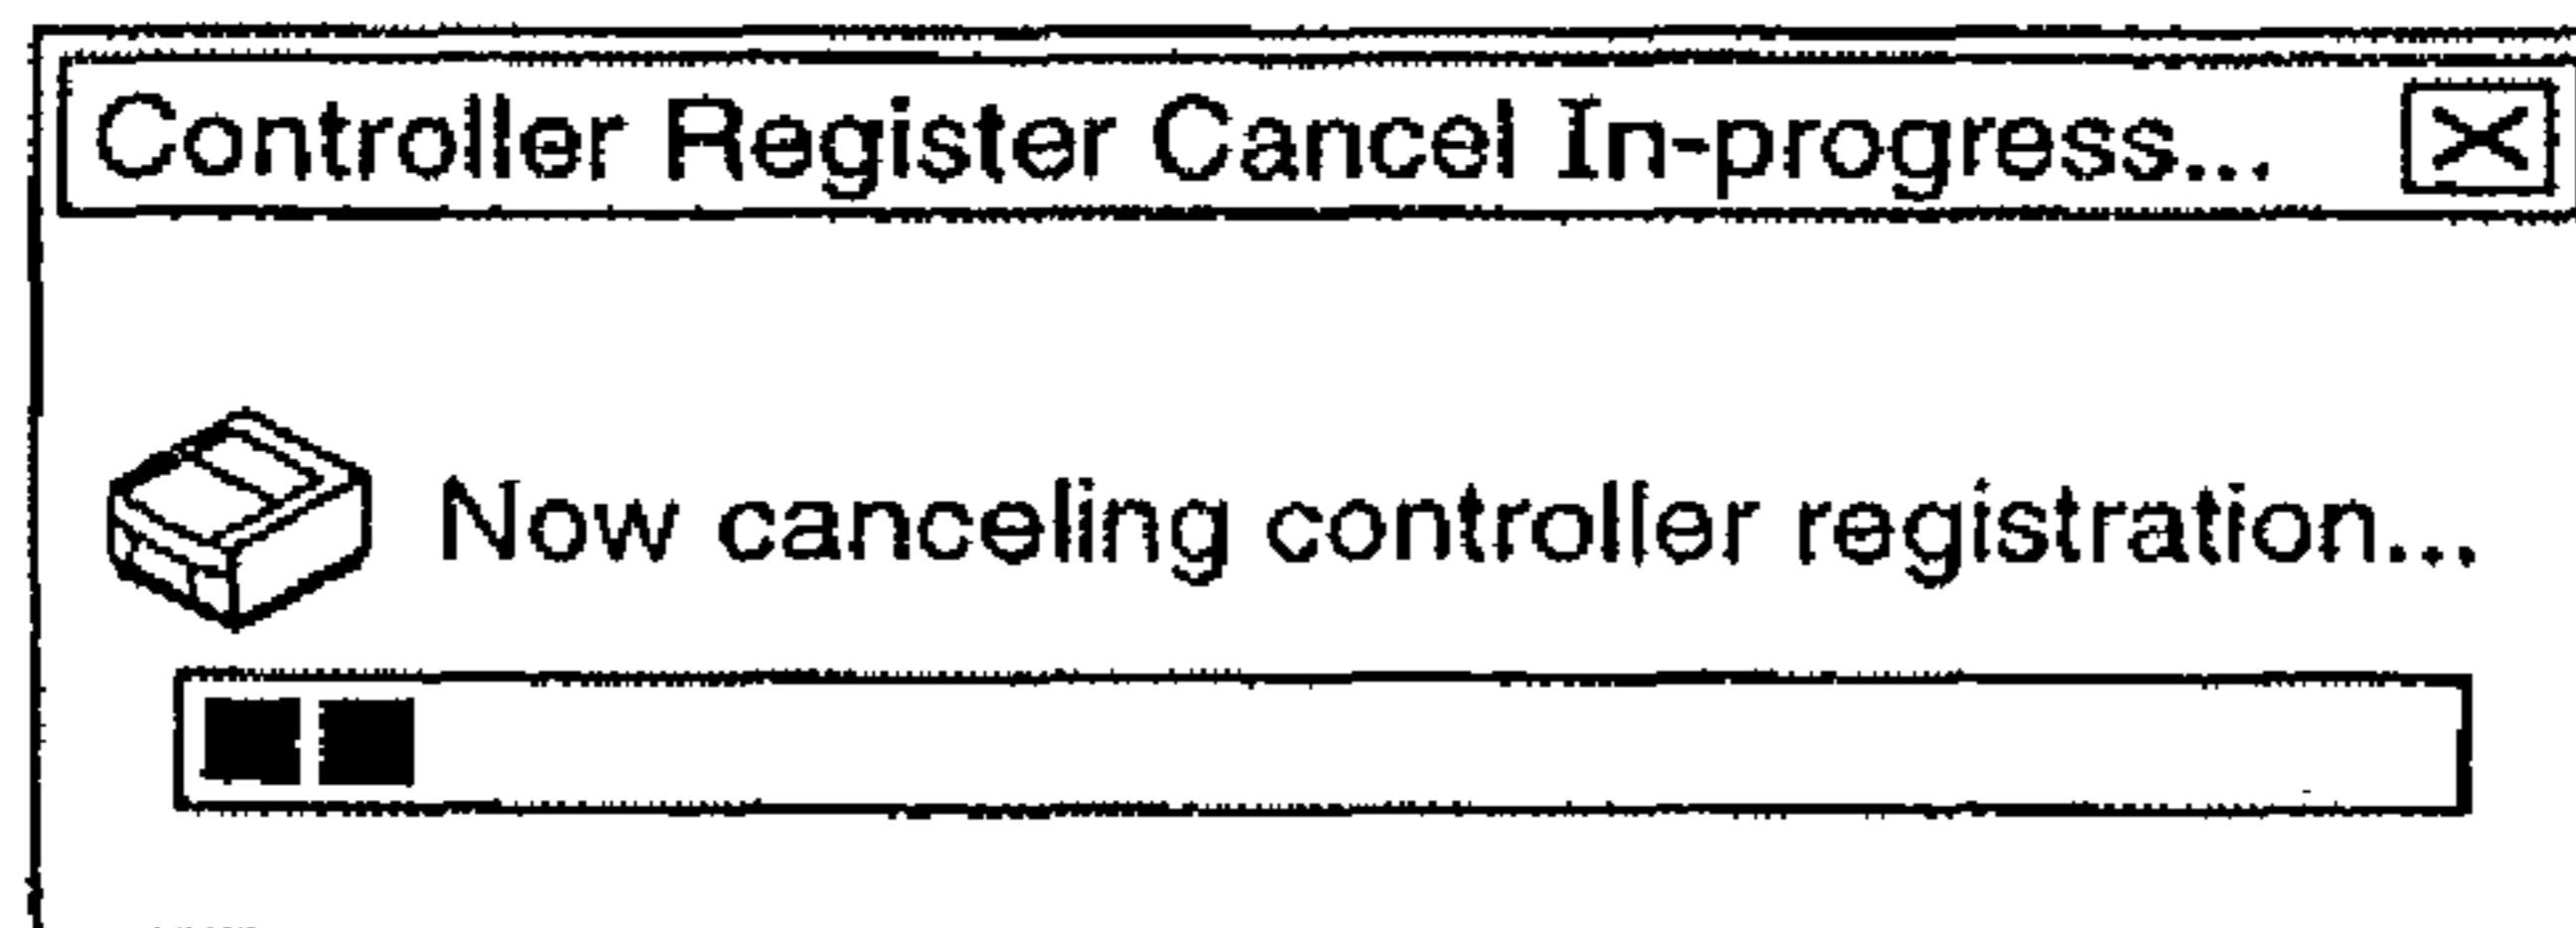 Controller Register Cancel In-progress...
Now canceling controller registration...